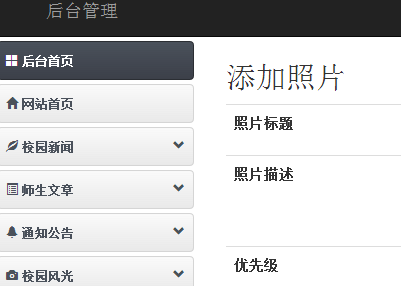 后台管理
后台首页
网站首页
校园新闻
师生文章
通知公告
校园风光
添加照片
照片标题
照片描述
优先级